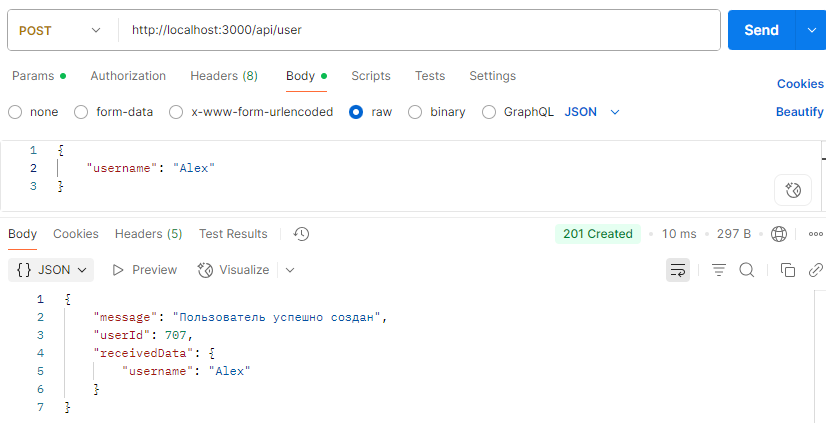 POST http://localhost:3000/api/user Send
Params Authorization Headers (8) Body Scripts Tests Settings Cookies
none form-data x-www-form-urlencoded raw binary GraphQL JSON Beautify
1 {
2 "username": "Alex"
3 }
Body Cookies Headers (5) Test Results 201 Created 10 ms 297 B
{} JSON Preview Visualize
1 {
2 "message": "Пользователь успешно создан",
3 "userId": 707,
4 "receivedData": {
5 "username": "Alex"
6 }
7 }